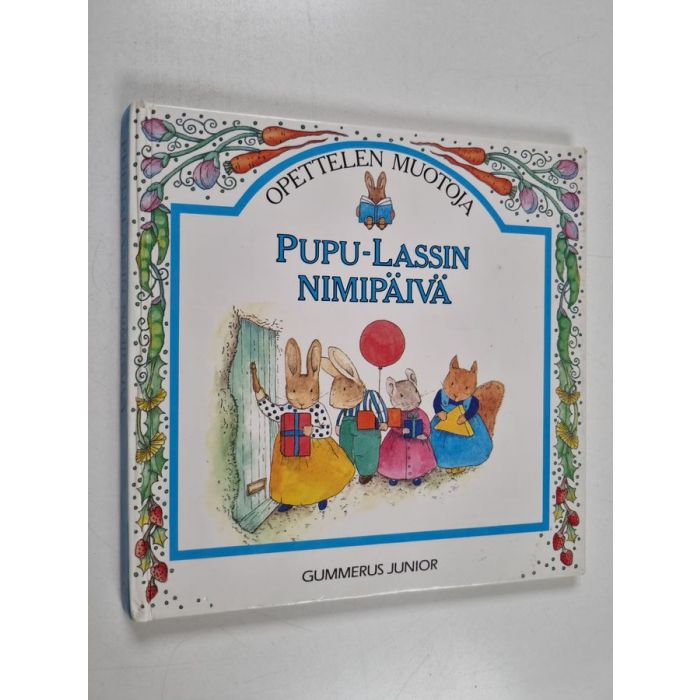 OPETTELEN MUOTOJA
PUPU-LASSIN
NIMIPÄIVÄ
GUMMERUS JUNIOR